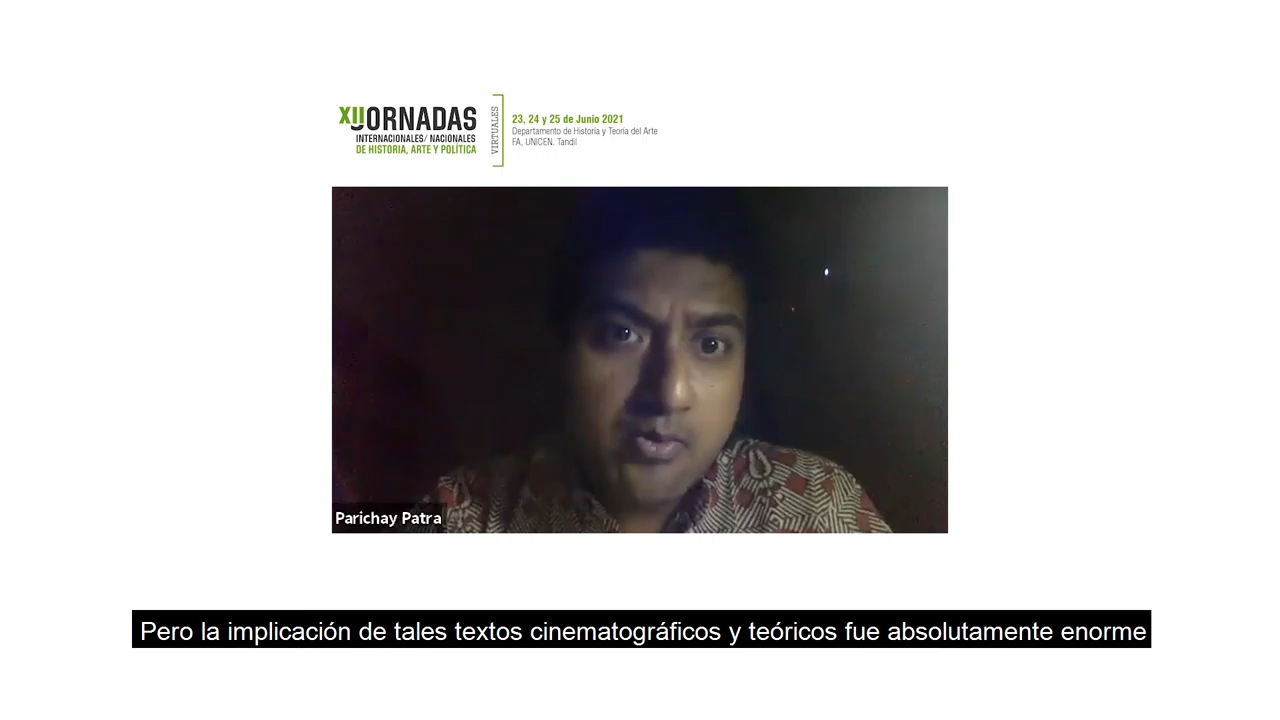 XII JORNADAS
INTERNACIONALES/ NACIONALES
DE HISTORIA, ARTE Y POLÍTICA
VIRTUALES
23, 24 y 25 de Junio 2021
Departamento de Historia y Teoría del Arte
FA, UNICEN. Tandil
Parichay Patra
Pero la implicación de tales textos cinematográficos y teóricos fue absolutamente enorme